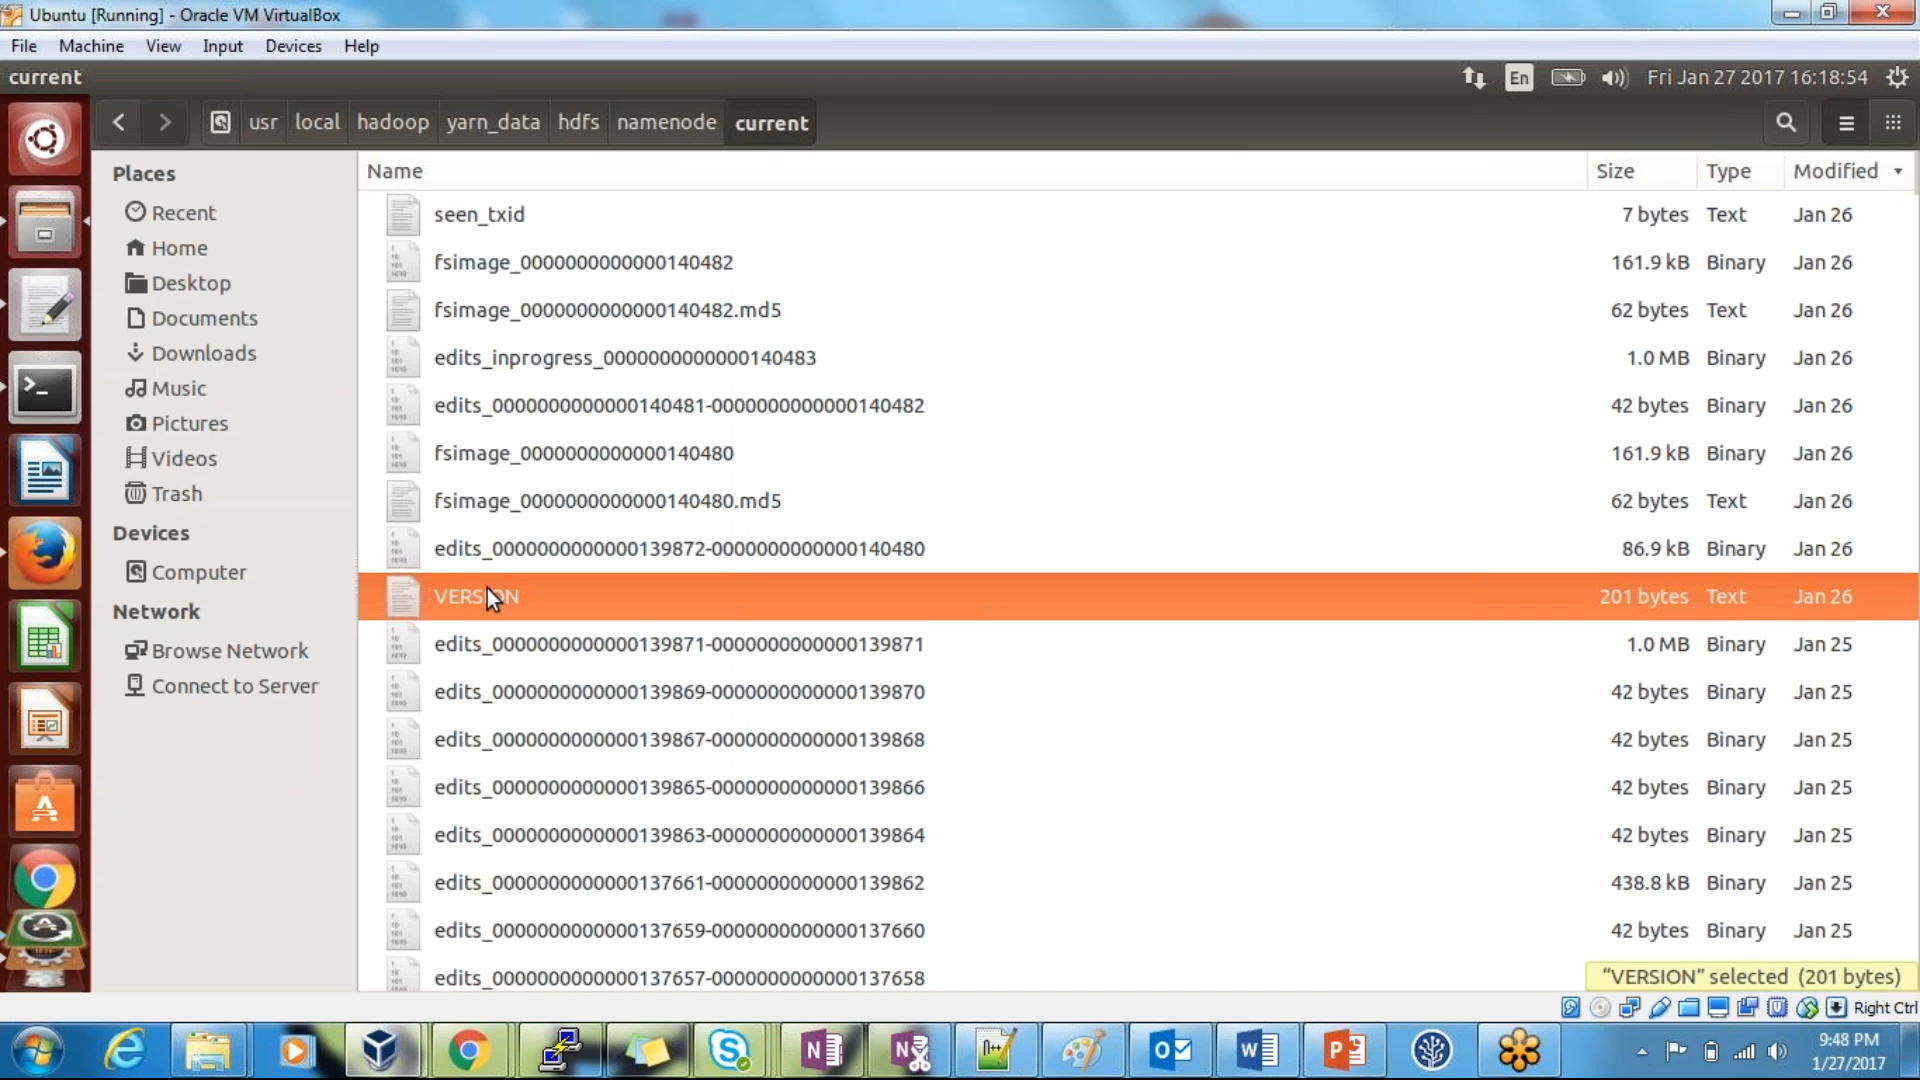 Ubuntu [Running] - Oracle VM VirtualBox
File Machine View Input Devices Help
current En Fri Jan 27 2017 16:18:54
usr local hadoop yarn_data hdfs namenode current
Places
Recent
Home
Desktop
Documents
Downloads
Music
Pictures
Videos
Trash
Devices
Computer
Network
Browse Network
Connect to Server
Name Size Type Modified
seen_txid 7 bytes Text Jan 26
fsimage_0000000000000140482 161.9 kB Binary Jan 26
fsimage_0000000000000140482.md5 62 bytes Text Jan 26
edits_inprogress_0000000000000140483 1.0 MB Binary Jan 26
edits_0000000000000140481-0000000000000140482 42 bytes Binary Jan 26
fsimage_0000000000000140480 161.9 kB Binary Jan 26
fsimage_0000000000000140480.md5 62 bytes Text Jan 26
edits_0000000000000139872-0000000000000140480 86.9 kB Binary Jan 26
VERSION 201 bytes Text Jan 26
edits_0000000000000139871-0000000000000139871 1.0 MB Binary Jan 25
edits_0000000000000139869-0000000000000139870 42 bytes Binary Jan 25
edits_0000000000000139867-0000000000000139868 42 bytes Binary Jan 25
edits_0000000000000139865-0000000000000139866 42 bytes Binary Jan 25
edits_0000000000000139863-0000000000000139864 42 bytes Binary Jan 25
edits_0000000000000137661-0000000000000139862 438.8 kB Binary Jan 25
edits_0000000000000137659-0000000000000137660 42 bytes Binary Jan 25
edits_0000000000000137657-0000000000000137658
"VERSION" selected (201 bytes)
Right Ctrl
9:48 PM
1/27/2017